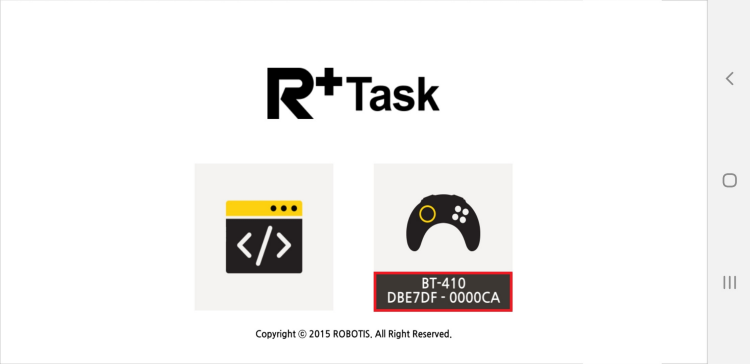 R+Task
</>
BT-410
DBE7DF - 0000CA
Copyright ⓒ 2015 ROBOTIS. All Right Reserved.